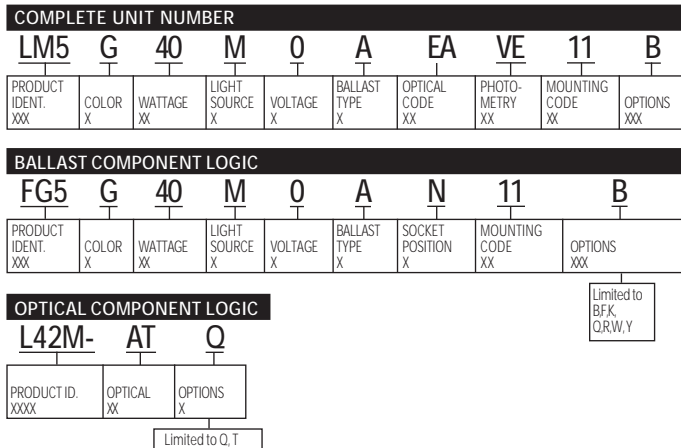 COMPLETE UNIT NUMBER
LM5 G 40 M 0 A EA VE 11 B
PRODUCT IDENT. XXX
COLOR X
WATTAGE XX
LIGHT SOURCE X
VOLTAGE X
BALLAST TYPE X
OPTICAL CODE XX
PHOTO- METRY XX
MOUNTING CODE XX
OPTIONS XXX
BALLAST COMPONENT LOGIC
FG5 G 40 M 0 A N 11 B
PRODUCT IDENT. XXX
COLOR X
WATTAGE XX
LIGHT SOURCE X
VOLTAGE X
BALLAST TYPE X
SOCKET POSITION X
MOUNTING CODE XX
OPTIONS XXX
Limited to
B,F,K,
Q,R,W,Y
OPTICAL COMPONENT LOGIC
L42M- AT Q
PRODUCT ID. XXXX
OPTICAL XX
OPTIONS X
Limited to Q, T